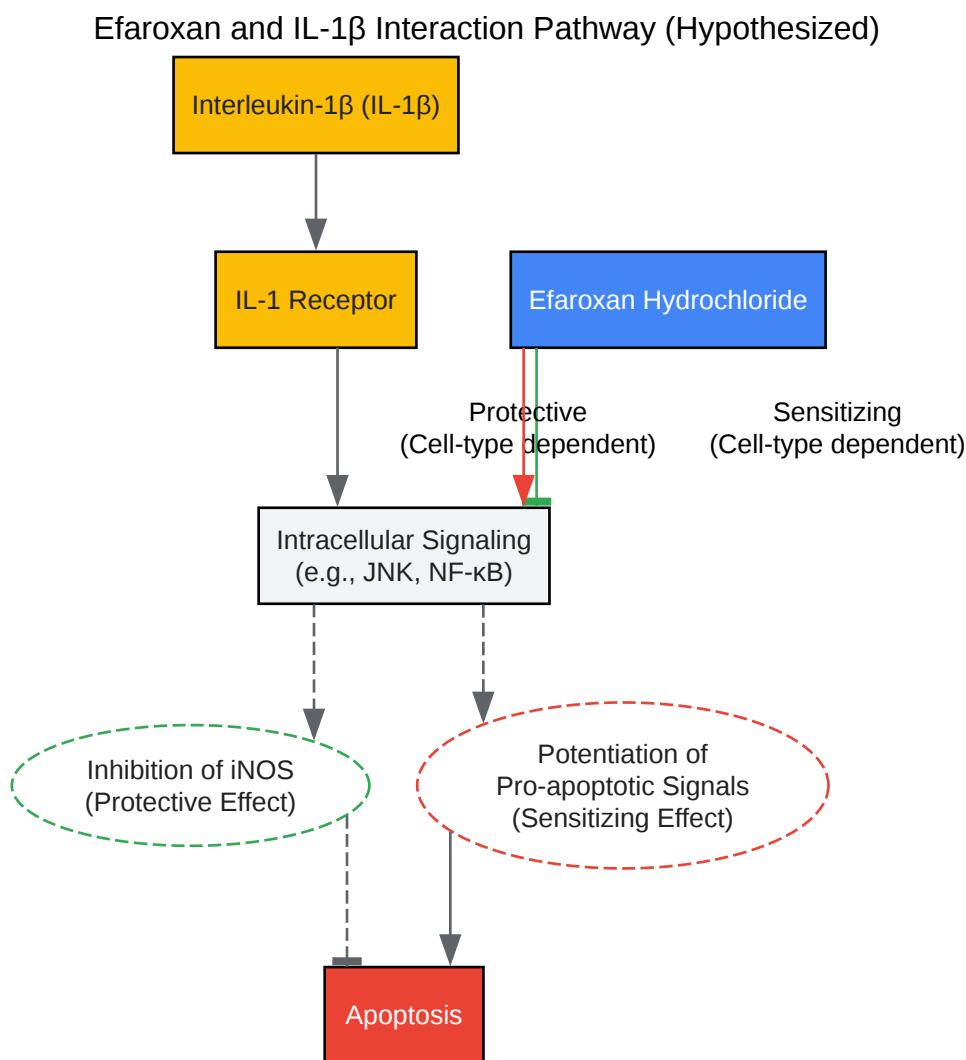 Efaroxan and IL-1β Interaction Pathway (Hypothesized)
Interleukin-1β (IL-1β)
IL-1 Receptor
Efaroxan Hydrochloride
Protective
(Cell-type dependent)
Sensitizing
(Cell-type dependent)
Intracellular Signaling
(e.g., JNK, NF-κB)
Inhibition of iNOS
(Protective Effect)
Potentiation of
Pro-apoptotic Signals
(Sensitizing Effect)
Apoptosis